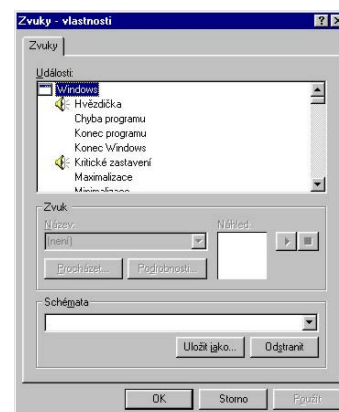 Zvuky - vlastnosti
Zvuky
Události:
Windows
Hvězdička
Chyba programu
Konec programu
Konec Windows
Kritické zastavení
Maximalizace
Minimalizace
Zvuk
Název: Náhled:
(není)
Procházet... Podrobnosti...
Schémata
Uložit jako... Odstranit
OK Storno Použít